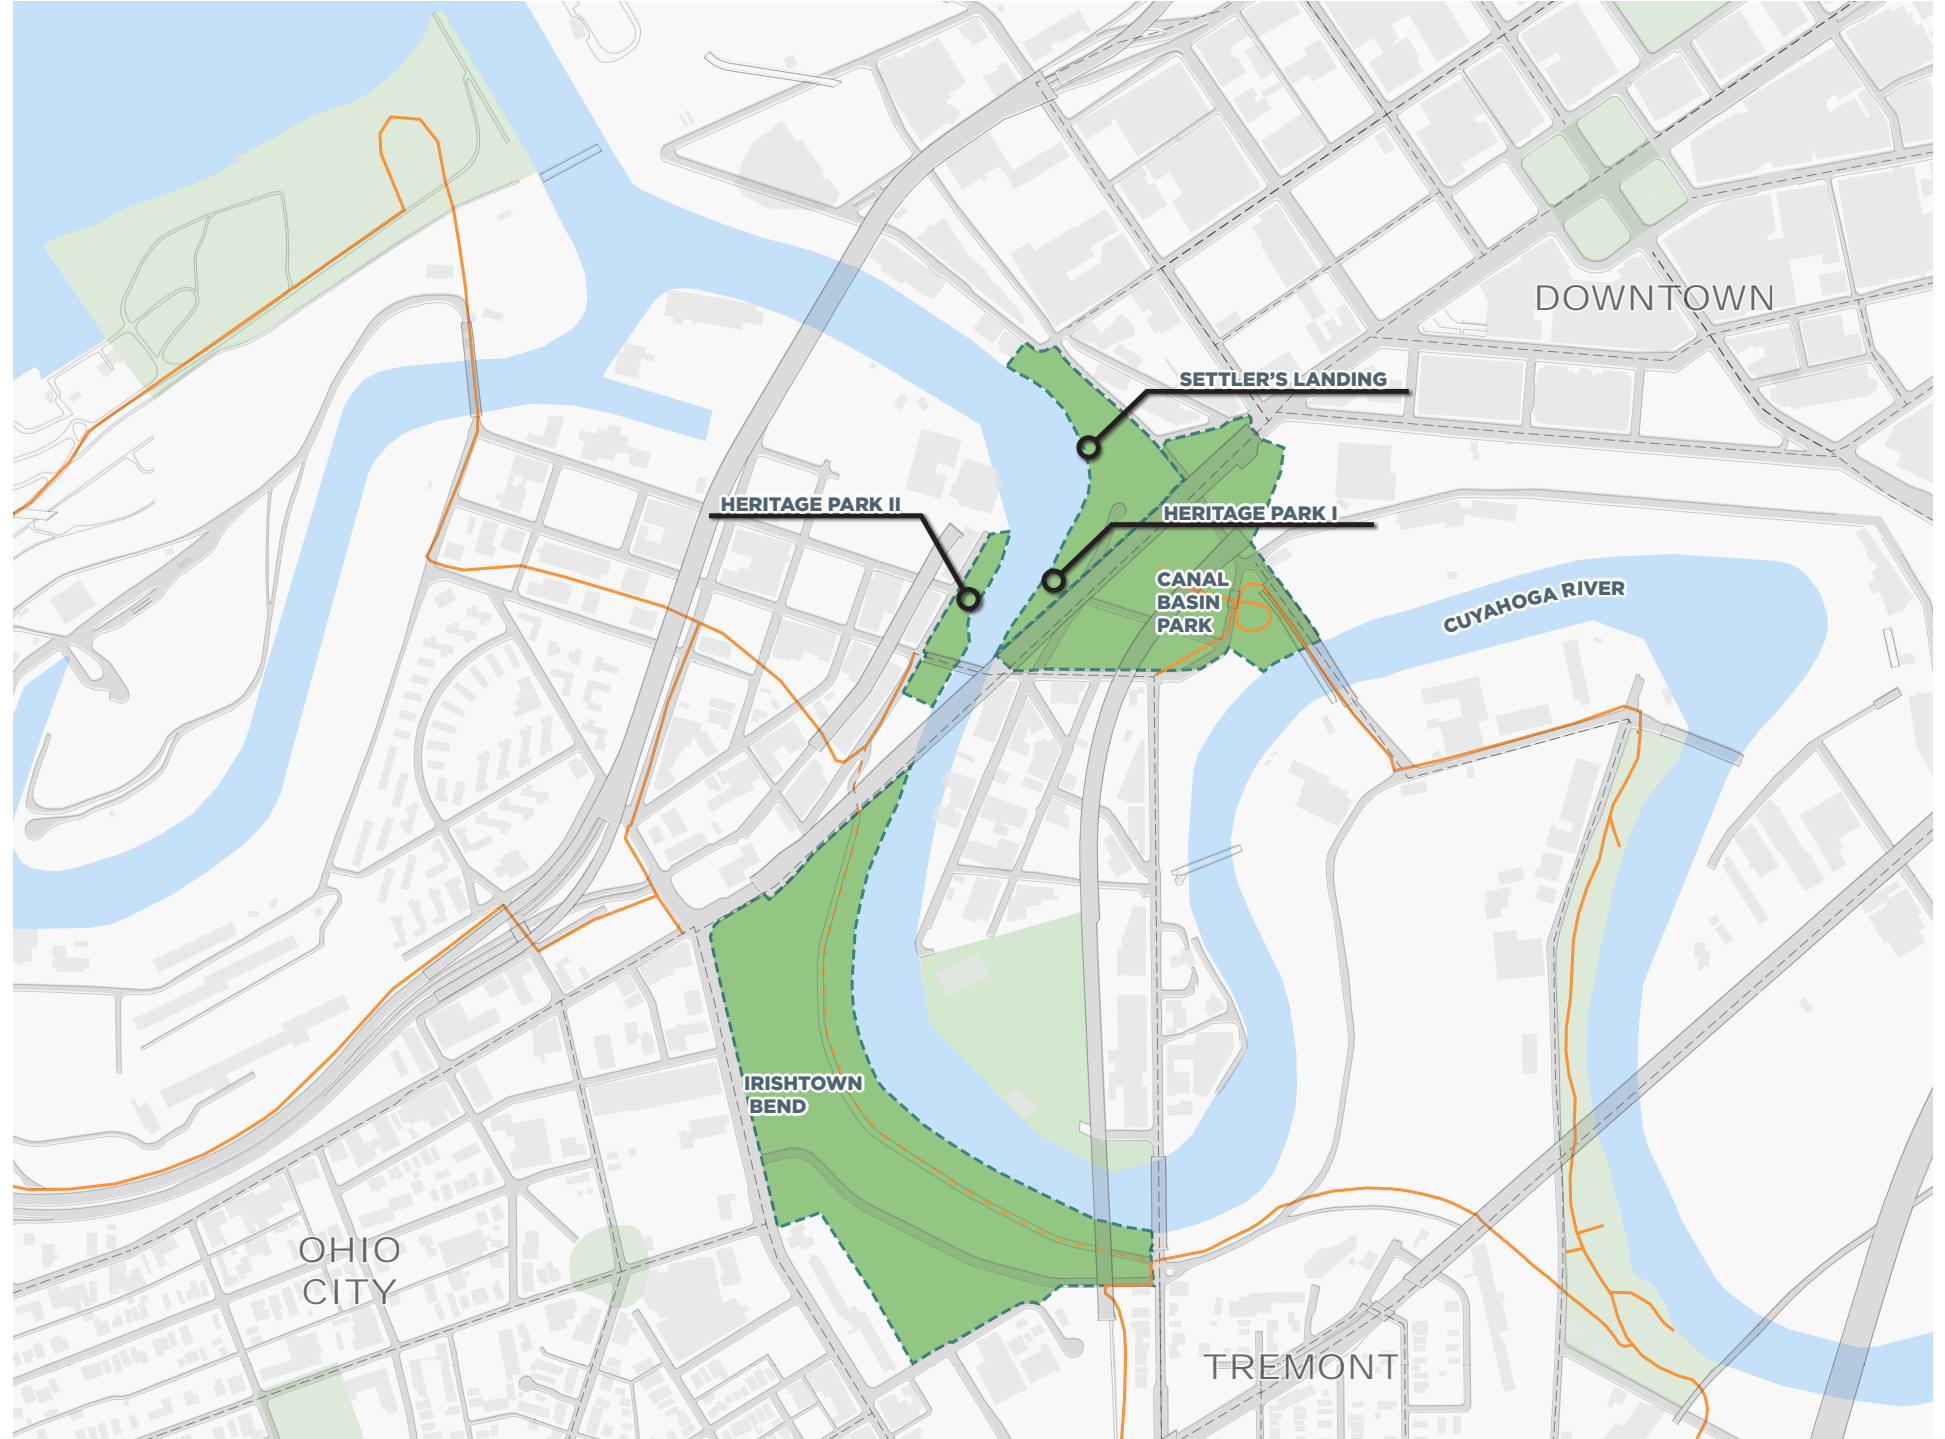 DOWNTOWN
SETTLER'S LANDING
HERITAGE PARK II
HERITAGE PARK I
CANAL
BASIN
PARK
CUYAHOGA RIVER
IRISHTOWN
BEND
OHIO
CITY
TREMONT